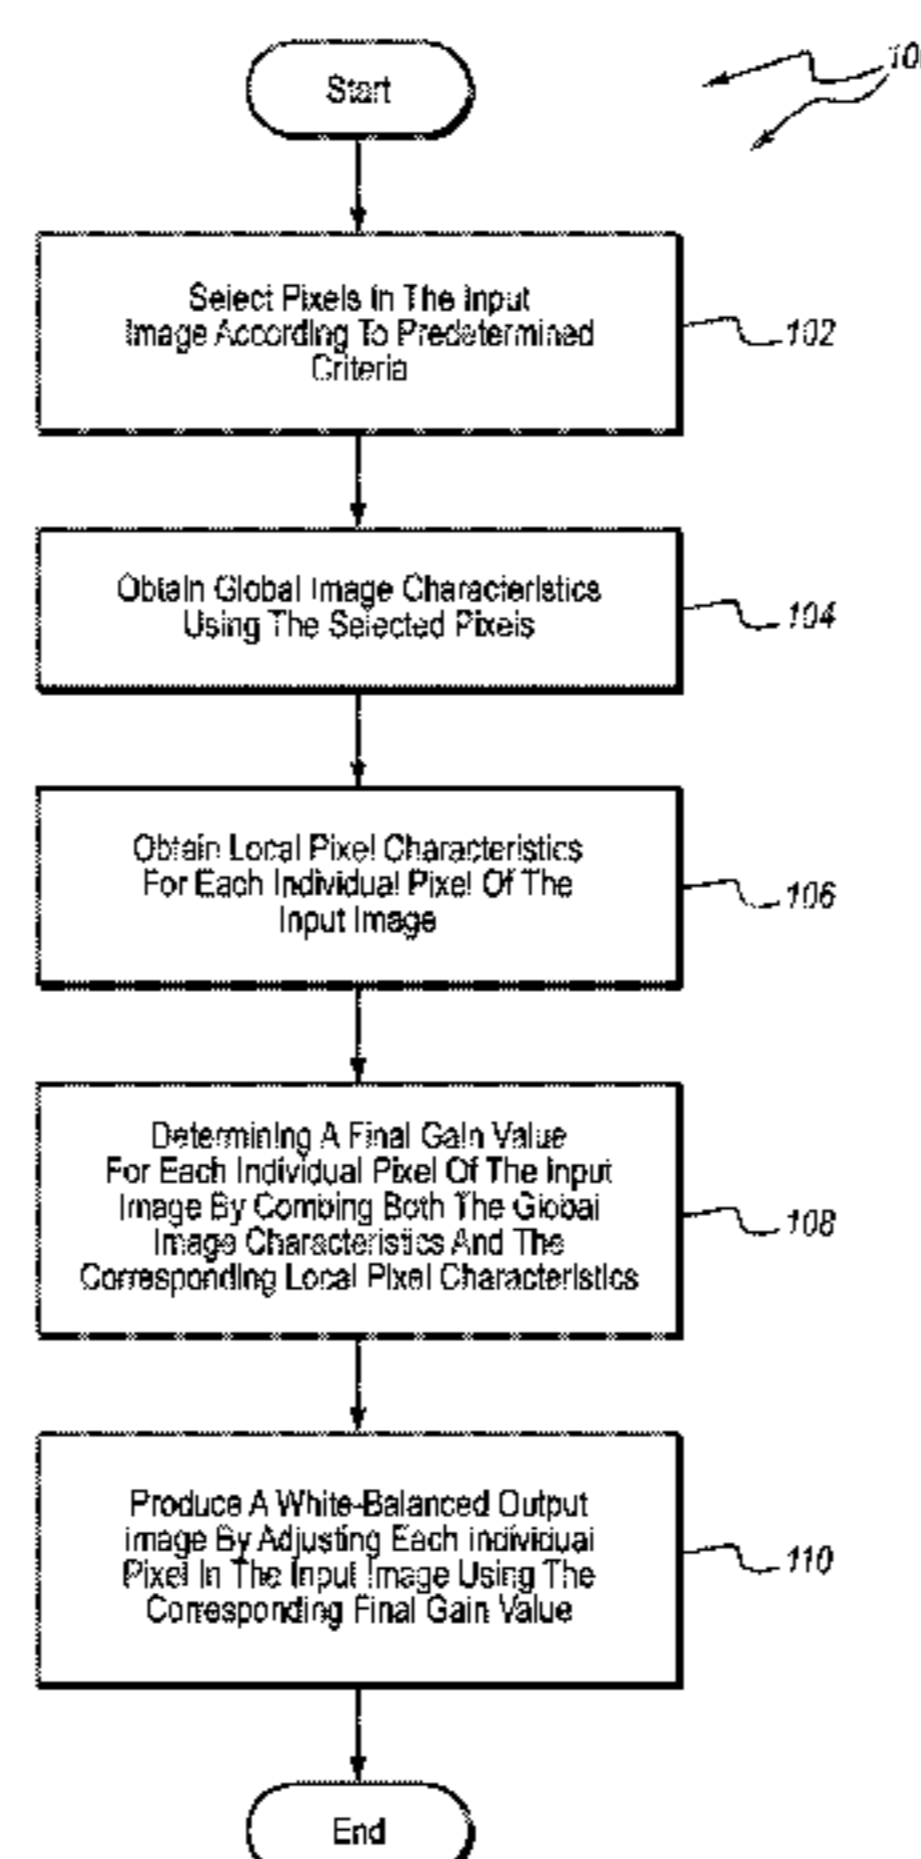 Start
Select Pixels In The Input
Image According To Predetermined
Criteria
102
Obtain Global Image Characteristics
Using The Selected Pixels
104
Obtain Local Pixel Characteristics
For Each Individual Pixel Of The
Input Image
106
Determining A Final Gain Value
For Each Individual Pixel Of The Input
Image By Combing Both The Global
Image Characteristics And The
Corresponding Local Pixel Characteristics
108
Produce A White-Balanced Output
Image By Adjusting Each Individual
Pixel In The Input Image Using The
Corresponding Final Gain Value
110
End